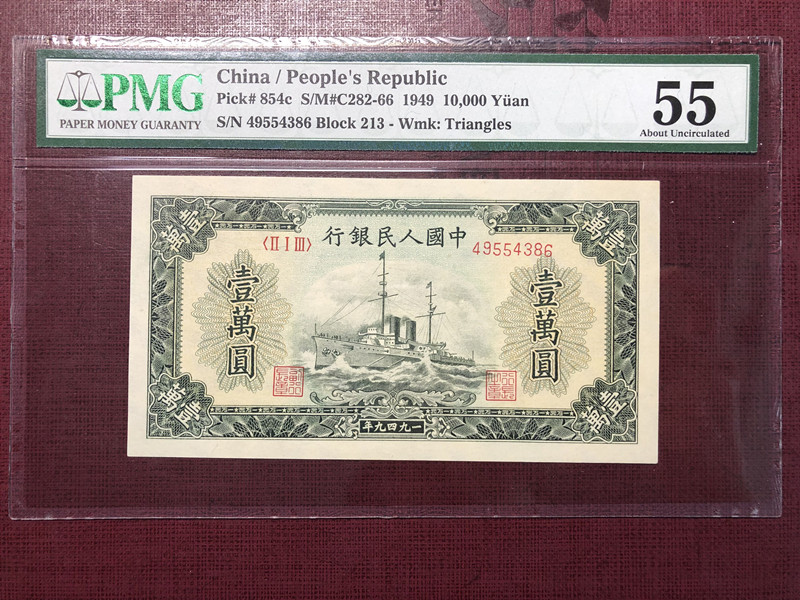 PMG
PAPER MONEY GUARANTY
China / People's Republic
Pick# 854c S/M#C282-66 1949 10,000 Yüan
S/N 49554386 Block 213 - Wmk: Triangles
55
About Uncirculated
壹萬
壹萬
行銀民人國中
〈II I III〉
49554386
壹萬圓
壹萬圓
壹萬
壹萬
年九四九一